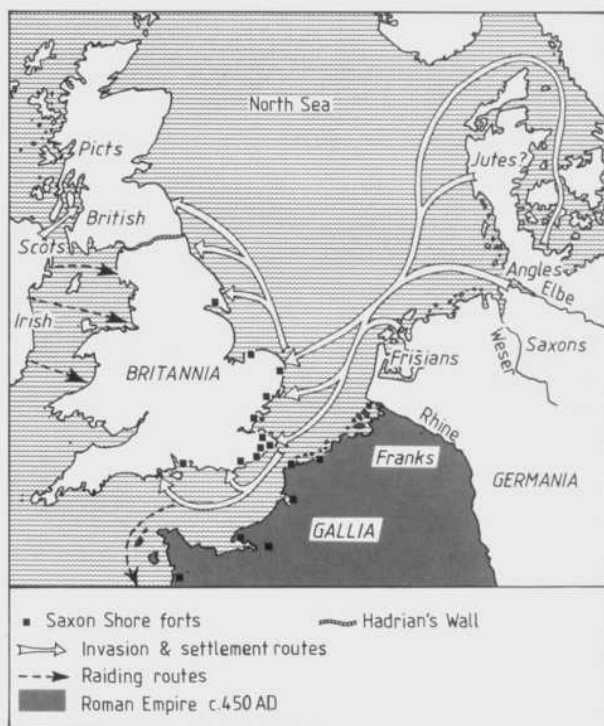 North Sea
Picts
Jutes?
British
Scots
Angles
Elbe
Irish
Frisians
Weser
Saxons
BRITANNIA
Rhine
Franks
GERMANIA
GALLIA
Saxon Shore forts
Hadrian's Wall
Invasion & settlement routes
Raiding routes
Roman Empire c.450 AD